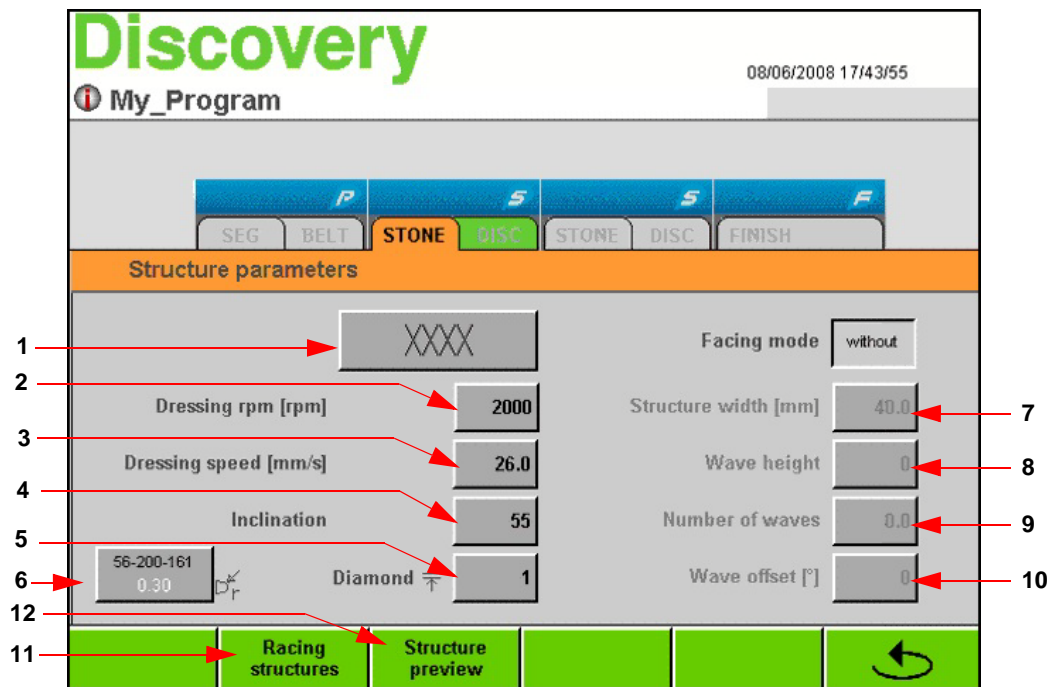 Discovery
08/06/2008 17/43/55
My_Program
P S S F
SEG BELT STONE DISC STONE DISC FINISH
Structure parameters
1
XXXX
Facing mode without
2
Dressing rpm [rpm] 2000
Structure width [mm] 40.0
7
3
Dressing speed [mm/s] 26.0
Wave height 0
8
4
Inclination 55
Number of waves 0.0
9
5
6
56-200-161
0.30
r
Diamond 1
Wave offset [°] 0
10
12
11
Racing
structures
Structure
preview